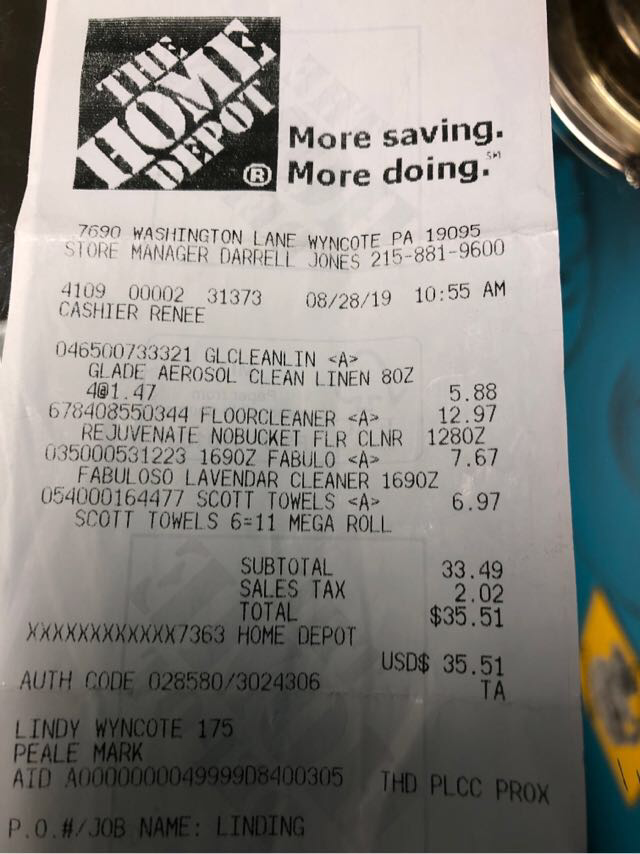 THE
HOME
DEPOT
®
More saving.
More doing.℠
7690 WASHINGTON LANE WYNCOTE PA 19095
STORE MANAGER DARRELL JONES 215-881-9600
4109 00002 31373 08/28/19 10:55 AM
CASHIER RENEE
046500733321 GLCLEANLIN <A>
GLADE AEROSOL CLEAN LINEN 8OZ
4@1.47 5.88
678408550344 FLOORCLEANER <A> 12.97
REJUVENATE NOBUCKET FLR CLNR 128OZ
035000531223 169OZ FABULO <A> 7.67
FABULOSO LAVENDAR CLEANER 169OZ
054000164477 SCOTT TOWELS <A> 6.97
SCOTT TOWELS 6=11 MEGA ROLL
SUBTOTAL 33.49
SALES TAX 2.02
TOTAL $35.51
XXXXXXXXXXXX7363 HOME DEPOT
USD$ 35.51
AUTH CODE 028580/3024306 TA
LINDY WYNCOTE 175
PEALE MARK
AID A0000000049999D8400305 THD PLCC PROX
P.O.#/JOB NAME: LINDING